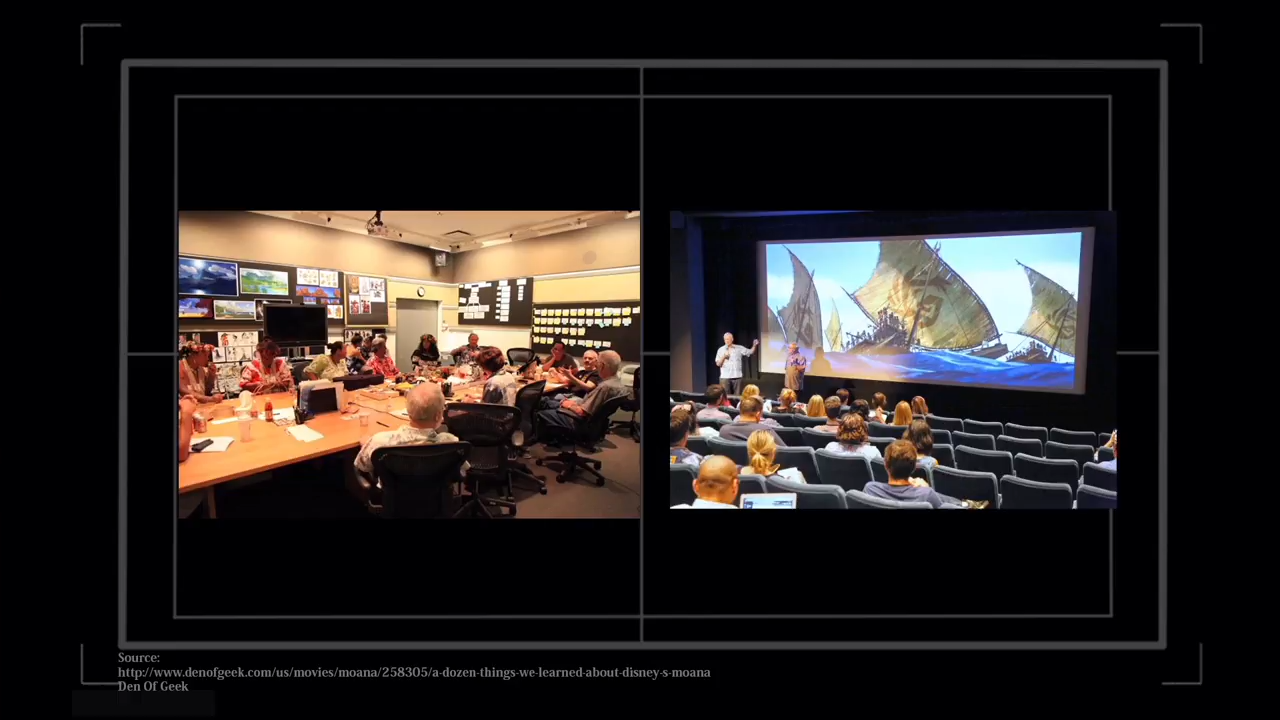 Source:
http://www.denofgeek.com/us/movies/moana/258305/a-dozen-things-we-learned-about-disney-s-moana
Den Of Geek